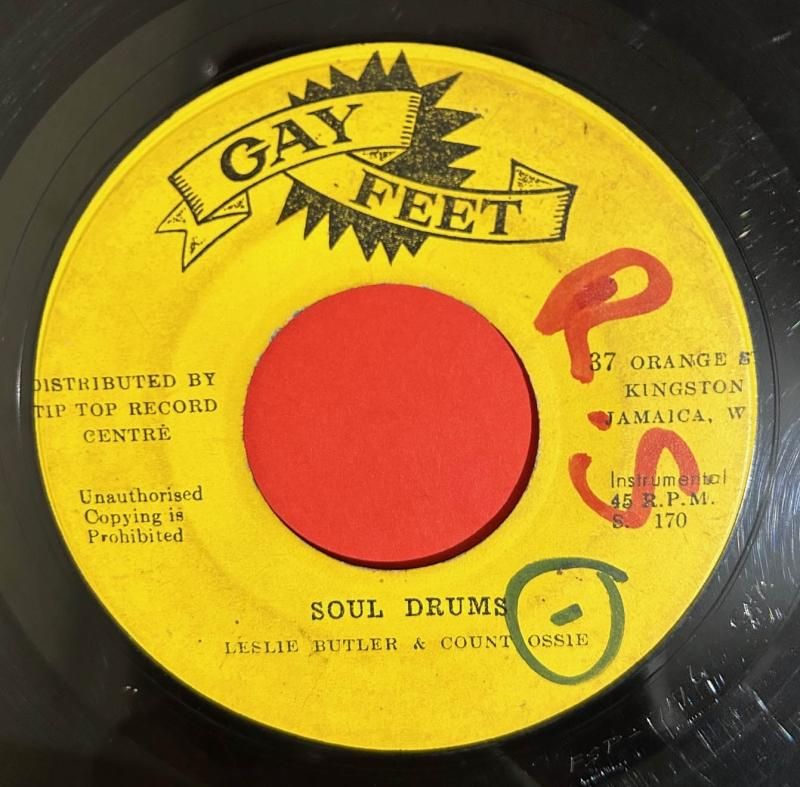 GAY
FEET
DISTRIBUTED BY
TIP TOP RECORD
CENTRE
Unauthorised
Copying is
Prohibited
37 ORANGE S
KINGSTON
JAMAICA, W
Instrumental
45 R.P.M.
S. 170
SOUL DRUMS
LESLIE BUTLER & COUNT OSSIE